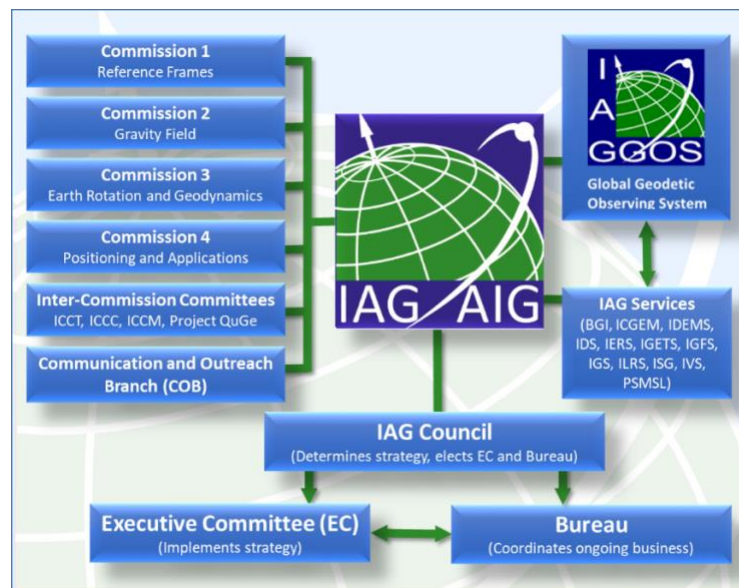 Commission 1
Reference Frames
Commission 2
Gravity Field
Commission 3
Earth Rotation and Geodynamics
Commission 4
Positioning and Applications
Inter-Commission Committees
ICCT, ICCC, ICCM, Project QuGe
Communication and Outreach
Branch (COB)
IAG AIG
I
A
GGOS
Global Geodetic
Observing System
IAG Services
(BGI, ICGEM, IDEMS,
IDS, IERS, IGETS, IGFS,
IGS, ILRS, ISG, IVS,
PSMSL)
IAG Council
(Determines strategy, elects EC and Bureau)
Executive Committee (EC)
(Implements strategy)
Bureau
(Coordinates ongoing business)